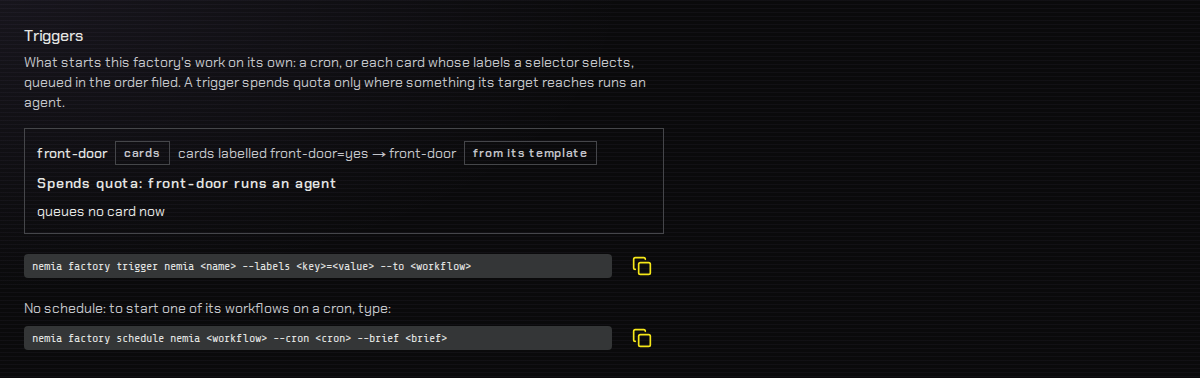 Triggers
What starts this factory's work on its own: a cron, or each card whose labels a selector selects,
queued in the order filed. A trigger spends quota only where something its target reaches runs an
agent.
front-door cards cards labelled front-door=yes → front-door from its template
Spends quota: front-door runs an agent
queues no card now
nemia factory trigger nemia <name> --labels <key>=<value> --to <workflow>
No schedule: to start one of its workflows on a cron, type:
nemia factory schedule nemia <workflow> --cron <cron> --brief <brief>